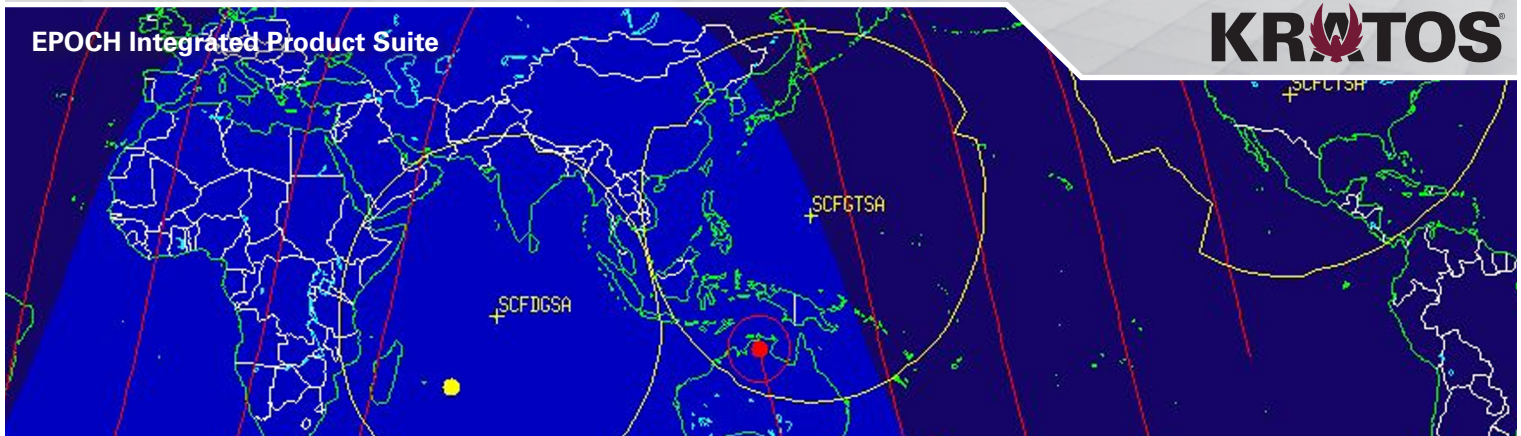 EPOCH Integrated Product Suite
KRATOS®
SCFCTSA
SCFGTSA
SCFDGSA